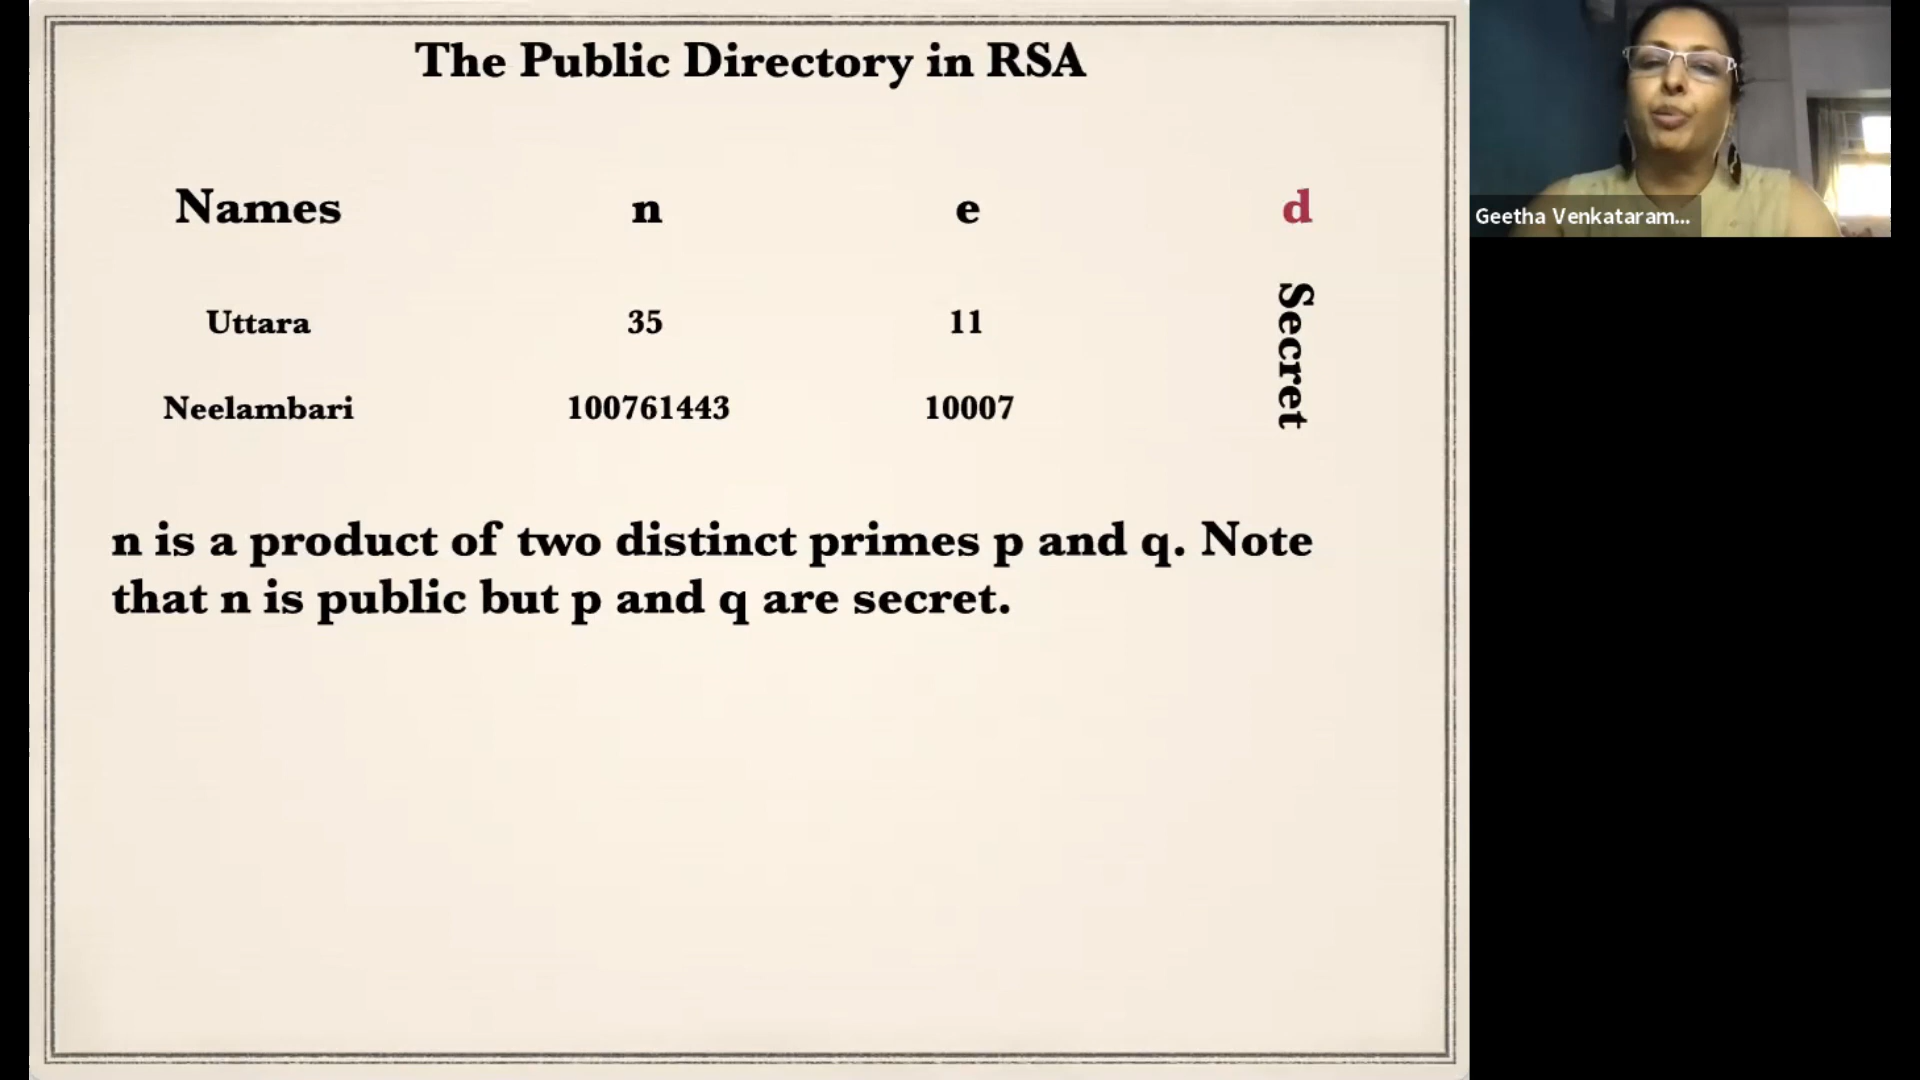 The Public Directory in RSA
Names n e d
Uttara 35 11
Neelambari 100761443 10007
Secret
n is a product of two distinct primes p and q. Note
that n is public but p and q are secret.
Geetha Venkataram...